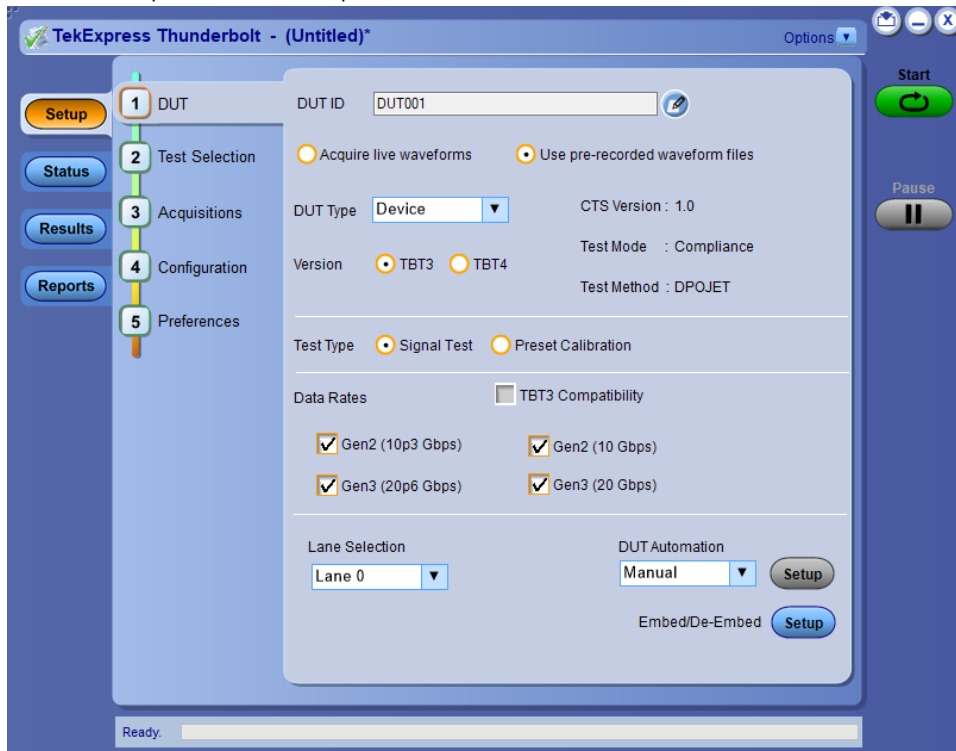 TekExpress Thunderbolt - (Untitled)*
Options
X
Start
Pause
Setup
Status
Results
Reports
1 DUT
2 Test Selection
3 Acquisitions
4 Configuration
5 Preferences
DUT ID DUT001
Acquire live waveforms Use pre-recorded waveform files
DUT Type Device CTS Version : 1.0
Test Mode : Compliance
Version TBT3 TBT4
Test Method : DPOJET
Test Type Signal Test Preset Calibration
Data Rates TBT3 Compatibility
Gen2 (10p3 Gbps) Gen2 (10 Gbps)
Gen3 (20p6 Gbps) Gen3 (20 Gbps)
Lane Selection DUT Automation
Lane 0 Manual Setup
Embed/De-Embed Setup
Ready.